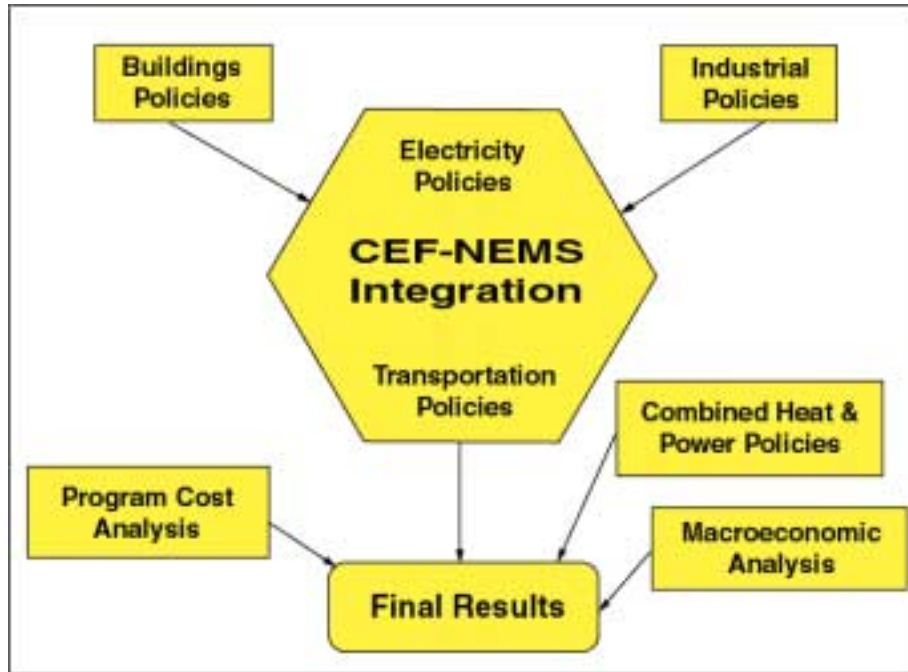 Buildings
Policies
Industrial
Policies
Electricity
Policies
CEF-NEMS
Integration
Transportation
Policies
Combined Heat &
Power Policies
Program Cost
Analysis
Macroeconomic
Analysis
Final Results